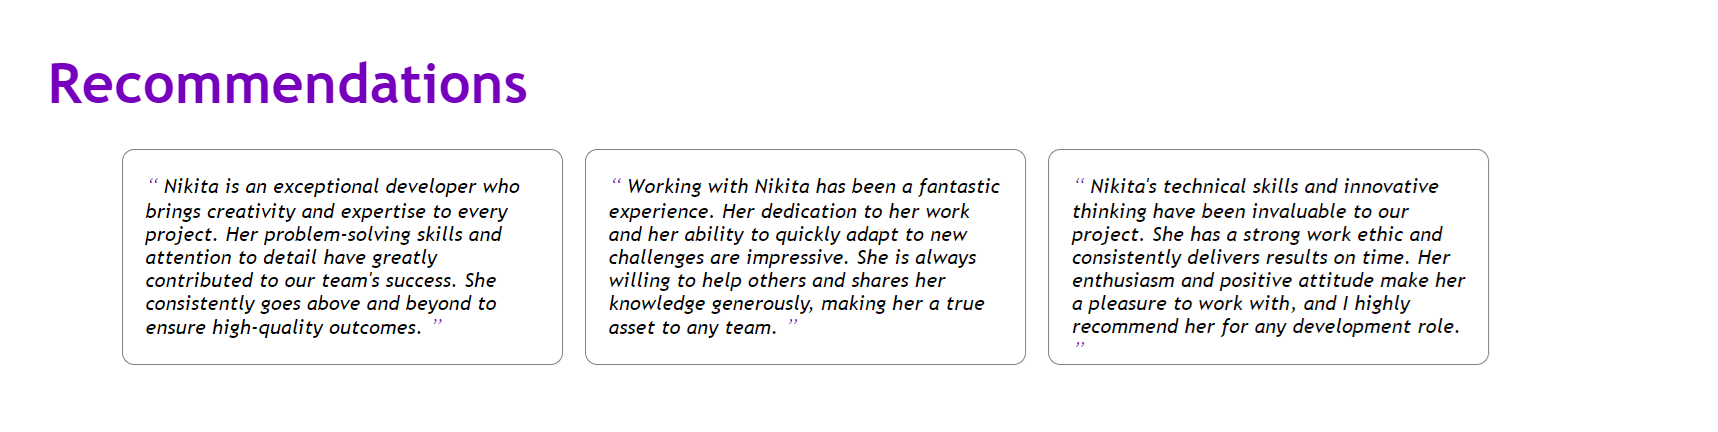 Recommendations
“ Nikita is an exceptional developer who
brings creativity and expertise to every
project. Her problem-solving skills and
attention to detail have greatly
contributed to our team's success. She
consistently goes above and beyond to
ensure high-quality outcomes. ”
“ Working with Nikita has been a fantastic
experience. Her dedication to her work
and her ability to quickly adapt to new
challenges are impressive. She is always
willing to help others and shares her
knowledge generously, making her a true
asset to any team. ”
“ Nikita's technical skills and innovative
thinking have been invaluable to our
project. She has a strong work ethic and
consistently delivers results on time. Her
enthusiasm and positive attitude make her
a pleasure to work with, and I highly
recommend her for any development role.
”